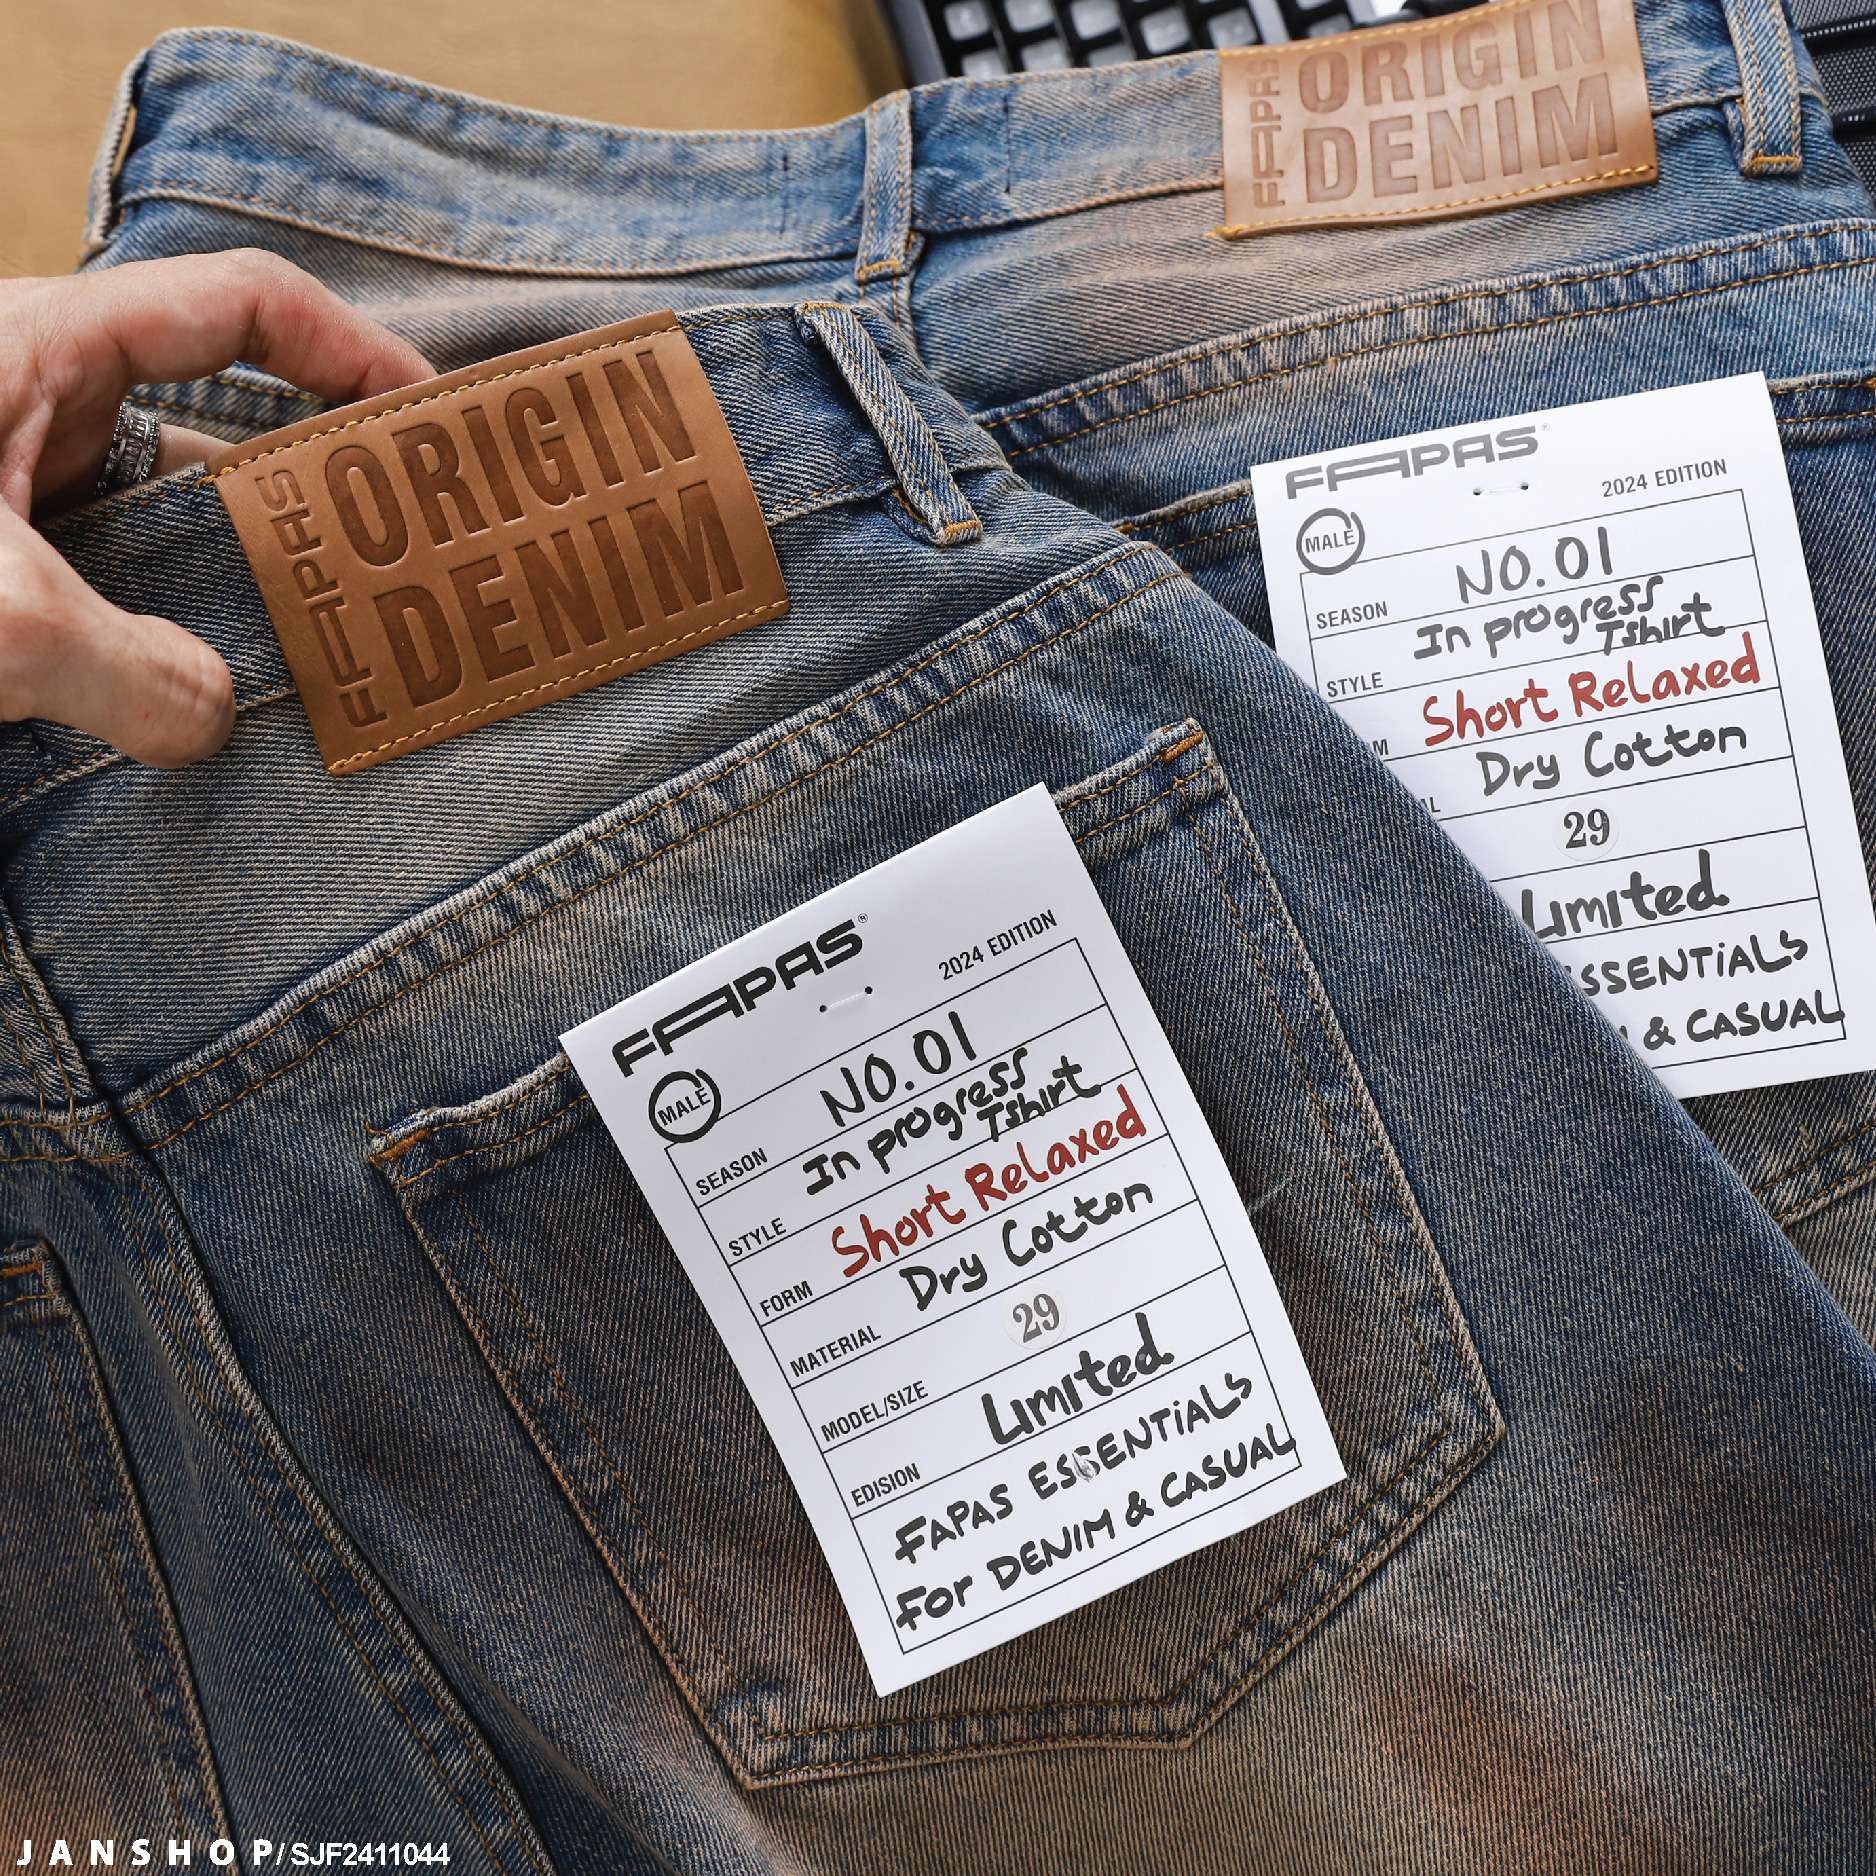 FAPAS
ORIGIN
DENIM
FAPAS
ORIGIN
DENIM
FAPAS®
2024 EDITION
MALE
NO.01
SEASON
In progress
Tshirt
STYLE
Short Relaxed
Dry Cotton
29
Limited
ESSENTIALS
& CASUAL
FAPAS®
2024 EDITION
MALE
NO.01
SEASON
In progress
Tshirt
STYLE
Short Relaxed
FORM
Dry Cotton
MATERIAL
29
MODEL/SIZE
Limited
EDISION
FAPAS ESSENTIALS
For DENIM & CASUAL
JANSHOP/SJF2411044